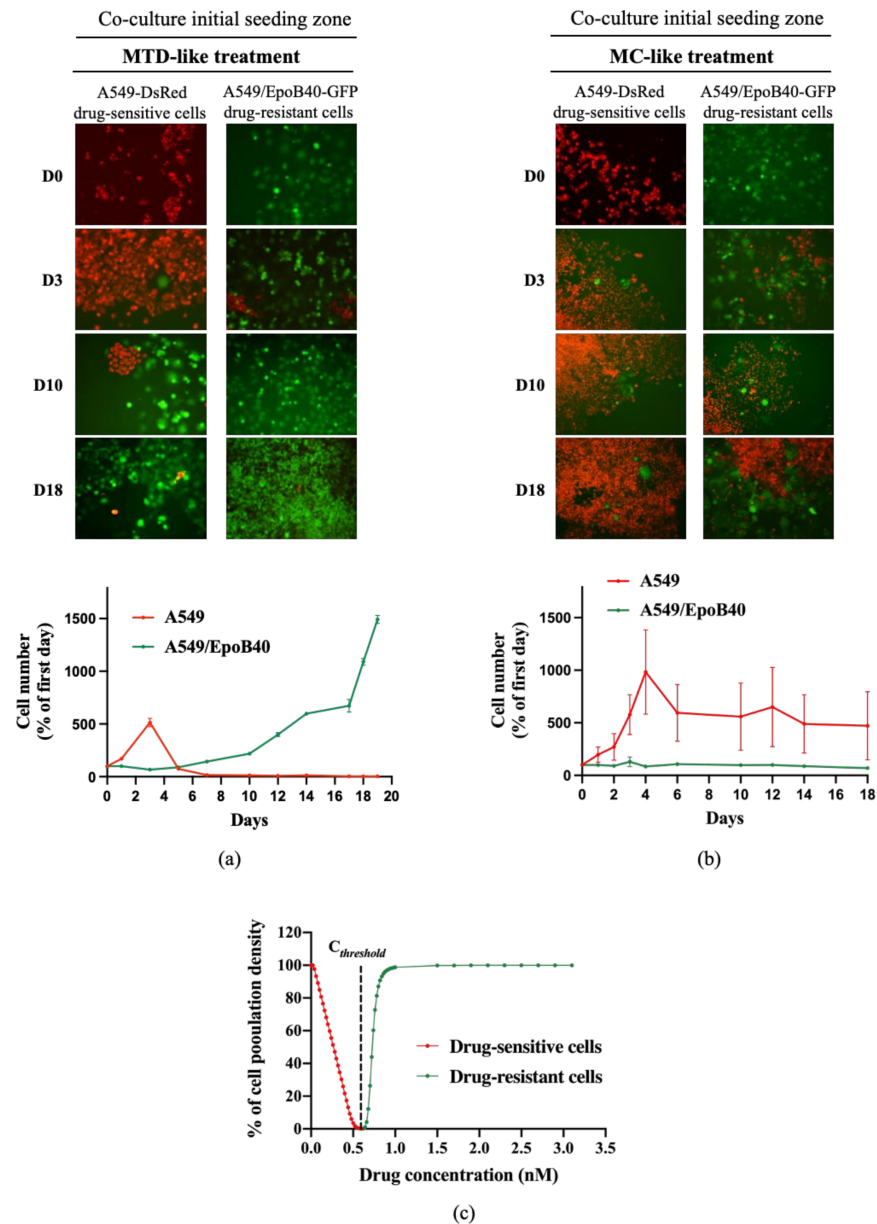 Co-culture initial seeding zone
MTD-like treatment
A549-DsRed
drug-sensitive cells
A549/EpoB40-GFP
drug-resistant cells
D0
D3
D10
D18
Co-culture initial seeding zone
MC-like treatment
A549-DsRed
drug-sensitive cells
A549/EpoB40-GFP
drug-resistant cells
D0
D3
D10
D18
Cell number
(% of first day)
1500
1000
500
0
A549
A549/EpoB40
0 2 4 6 8 10 12 14 16 18 20
Days
(a)
Cell number
(% of first day)
1500
1000
500
0
A549
A549/EpoB40
0 2 4 6 8 10 12 14 16 18
Days
(b)
% of cell pooulation density
120
100
80
60
40
20
0
Cthreshold
Drug-sensitive cells
Drug-resistant cells
0.0 0.5 1.0 1.5 2.0 2.5 3.0 3.5
Drug concentration (nM)
(c)